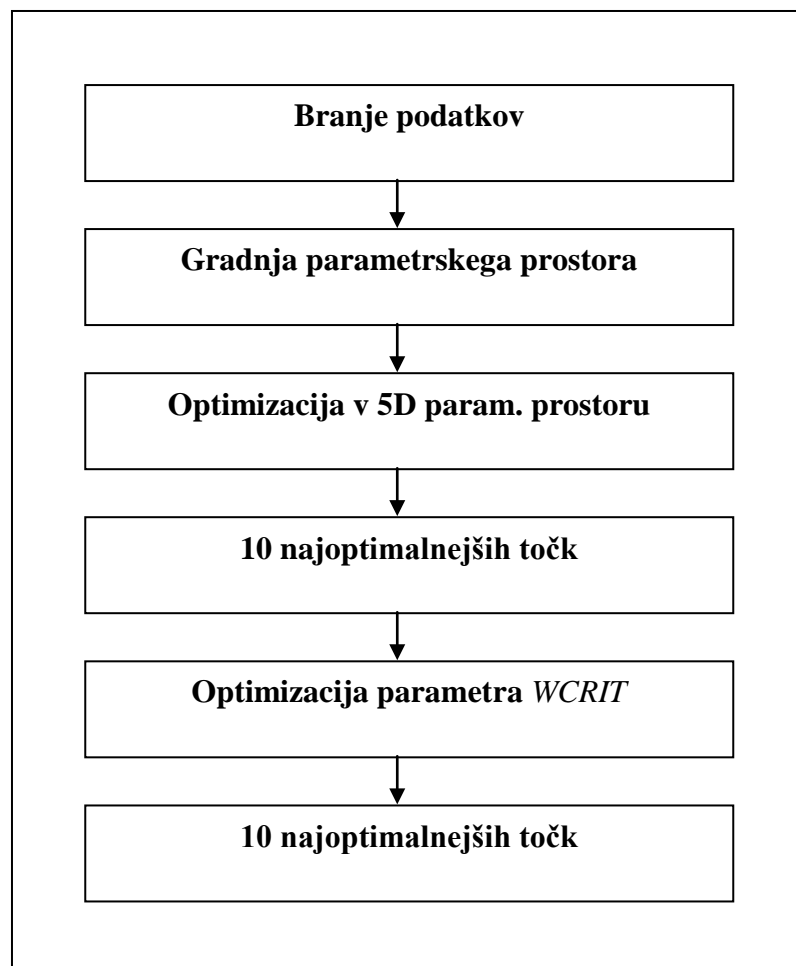 Branje podatkov
Gradnja parametrskega prostora
Optimizacija v 5D param. prostoru
10 najoptimalnejših točk
Optimizacija parametra WCRIT
10 najoptimalnejših točk